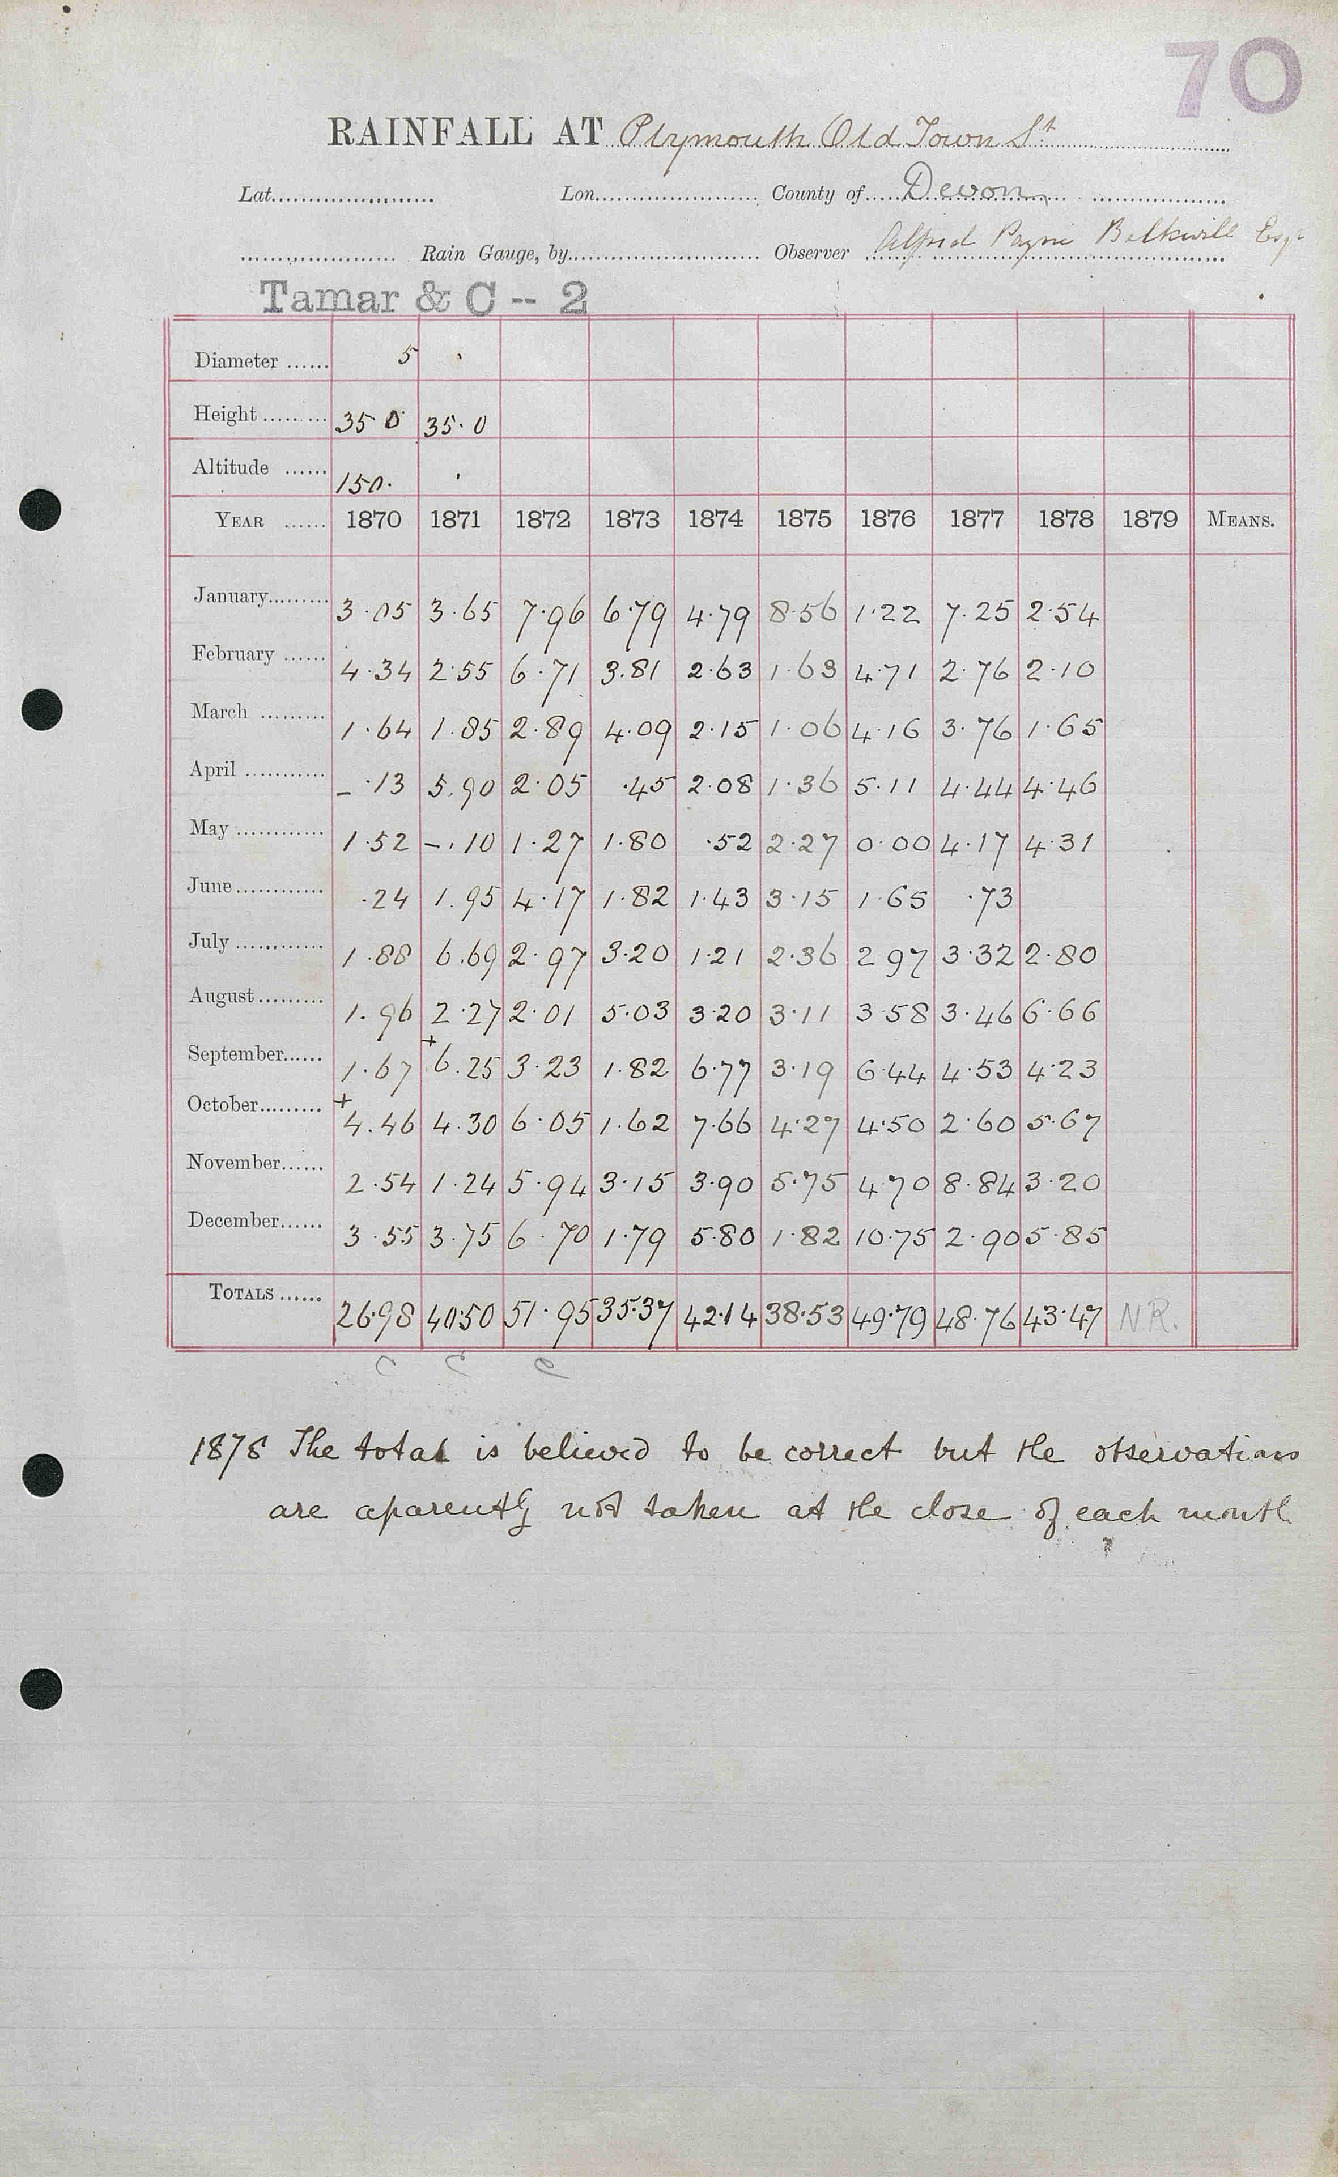 70
RAINFALL AT Plymouth Old Town St
Lat. Lon. County of Devon
Rain Gauge, by Observer Alfred Payne Balkwill Esqr
Tamar & C -- 2
Diameter 5 .
Height 35 0 35.0
Altitude 150. .
YEAR 1870 1871 1872 1873 1874 1875 1876 1877 1878 1879 MEANS.
January 3.05 3.65 7.96 6.79 4.79 8.56 1.22 7.25 2.54
February 4.34 2.55 6.71 3.81 2.63 1.63 4.71 2.76 2.10
March 1.64 1.85 2.89 4.09 2.15 1.06 4.16 3.76 1.65
April – .13 5.90 2.05 .45 2.08 1.36 5.11 4.44 4.46
May 1.52 –.10 1.27 1.80 .52 2.27 0.00 4.17 4.31
June .24 1.95 4.17 1.82 1.43 3.15 1.65 .73
July 1.88 6.69 2.97 3.20 1.21 2.36 2 97 3.32 2.80
August 1.96 2.27 2.01 5.03 3.20 3.11 3.58 3.46 6.66
September 1.67 +6.25 3.23 1.82 6.77 3.19 6.44 4.53 4.23
October +4.46 4.30 6.05 1.62 7.66 4.27 4.50 2.60 5.67
November 2.54 1.24 5.94 3.15 3.90 5.75 4.70 8.84 3.20
December 3.55 3.75 6.70 1.79 5.80 1.82 10.75 2.90 5.85
TOTALS 26.98 40.50 51.95 35.37 42.14 38.53 49.79 48.76 43.47 N.R.
c c c
1878 The total is believed to be correct but the observations
are aparently not taken at the close of each month